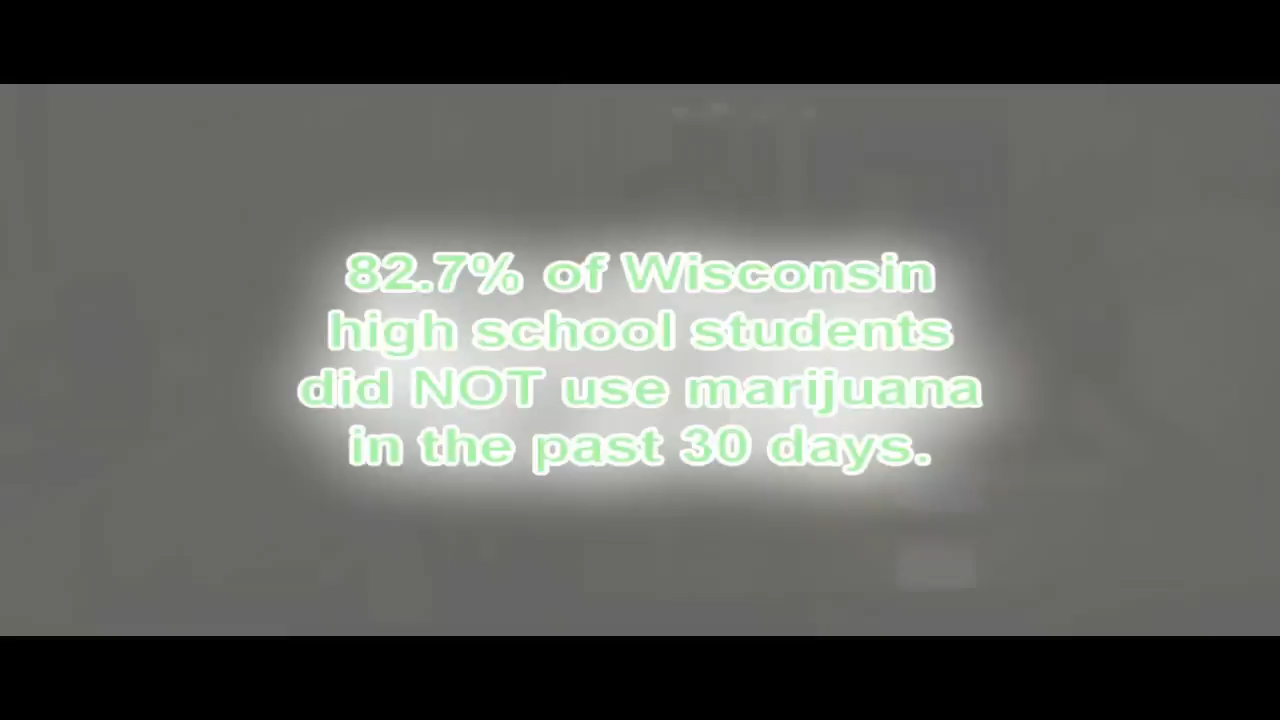 82.7% of Wisconsin
high school students
did NOT use marijuana
in the past 30 days.